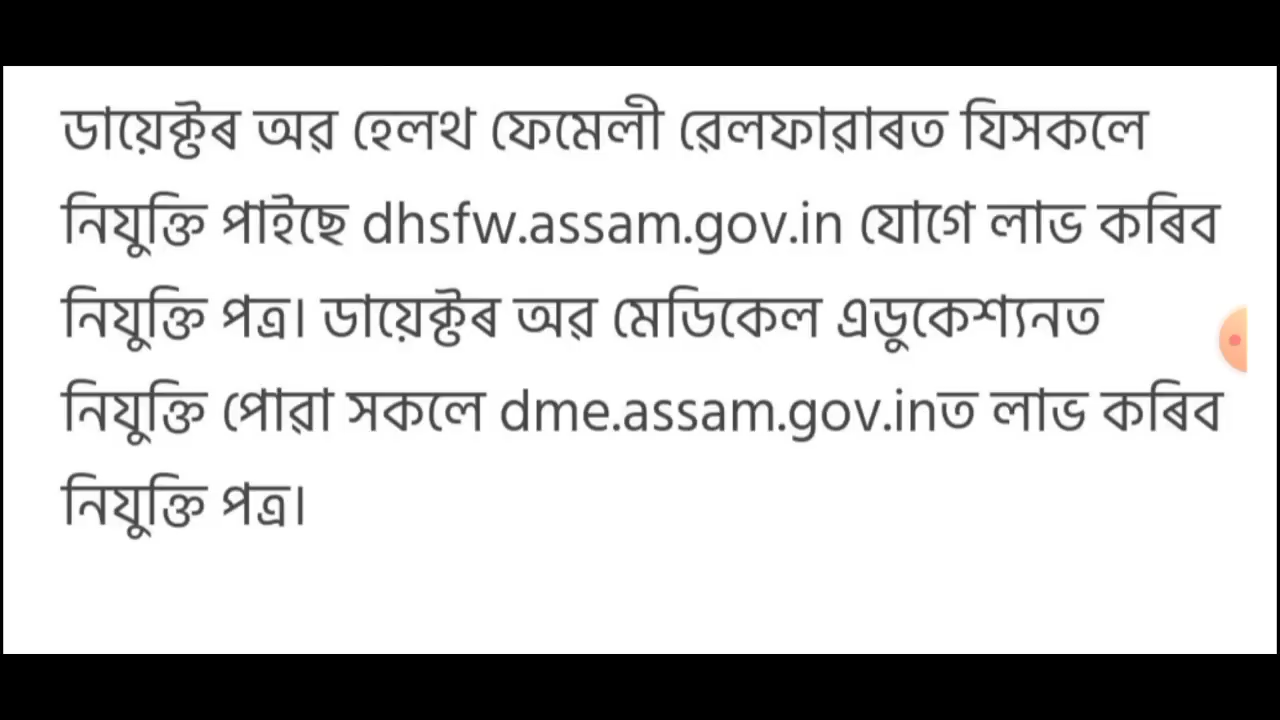 ডায়েক্টৰ অৱ হেলথ ফেমেলী ৱেলফাৱাৰত যিসকলে
নিযুক্তি পাইছে dhsfw.assam.gov.in যোগে লাভ কৰিব
নিযুক্তি পত্ৰ। ডায়েক্টৰ অৱ মেডিকেল এডুকেশ্যনত
নিযুক্তি পোৱা সকলে dme.assam.gov.inত লাভ কৰিব
নিযুক্তি পত্ৰ।